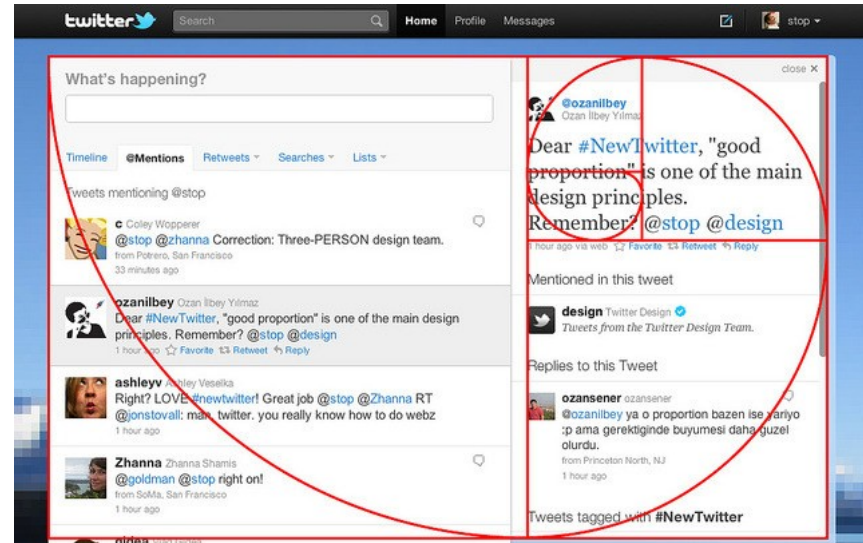 twitter
Search
Home Profile Messages
stop
What's happening?
Timeline @Mentions Retweets Searches Lists
Tweets mentioning @stop
c Coley Wopperer
@stop @zhanna Correction: Three-PERSON design team.
from Potrero, San Francisco
33 minutes ago
ozanilbey Ozan İlbey Yılmaz
Dear #NewTwitter, "good proportion" is one of the main design
principles. Remember? @stop @design
1 hour ago Favorite Retweet Reply
ashleyv Ashley Veselka
Right? LOVE #newtwitter! Great job @stop @Zhanna RT
@jonstovall: man, twitter. you really know how to do webz
1 hour ago
Zhanna Zhanna Shamis
@goldman @stop right on!
from SoMa, San Francisco
1 hour ago
close ×
@ozanilbey
Ozan İlbey Yılmaz
Dear #NewTwitter, "good
proportion" is one of the main
design principles.
Remember? @stop @design
1 hour ago via web Favorite Retweet Reply
Mentioned in this tweet
design Twitter Design
Tweets from the Twitter Design Team.
Replies to this Tweet
ozansener ozansener
@ozanilbey ya o proportion bazen ise yariyo
:p ama gerektiginde buyumesi daha guzel
olurdu.
from Princeton North, NJ
1 hour ago
Tweets tagged with #NewTwitter